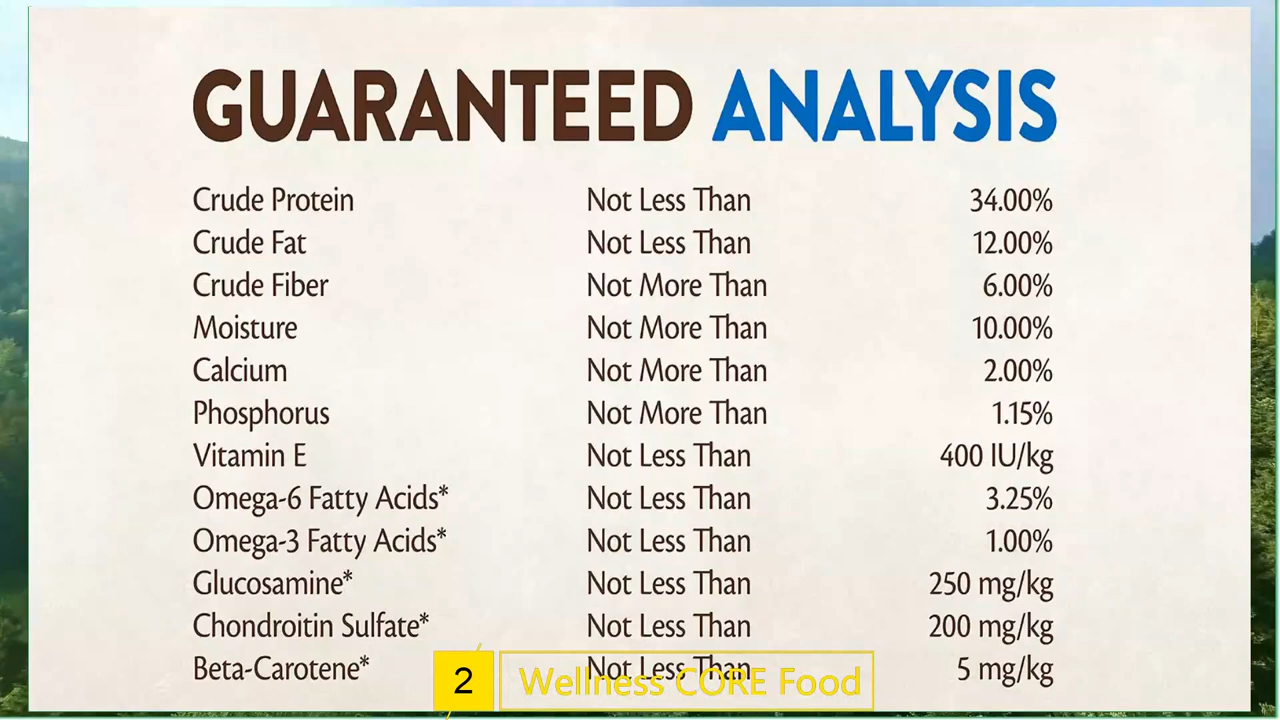 GUARANTEED ANALYSIS
Crude Protein Not Less Than 34.00%
Crude Fat Not Less Than 12.00%
Crude Fiber Not More Than 6.00%
Moisture Not More Than 10.00%
Calcium Not More Than 2.00%
Phosphorus Not More Than 1.15%
Vitamin E Not Less Than 400 IU/kg
Omega-6 Fatty Acids* Not Less Than 3.25%
Omega-3 Fatty Acids* Not Less Than 1.00%
Glucosamine* Not Less Than 250 mg/kg
Chondroitin Sulfate* Not Less Than 200 mg/kg
Beta-Carotene* Not Less Than 5 mg/kg
2 Wellness CORE Food